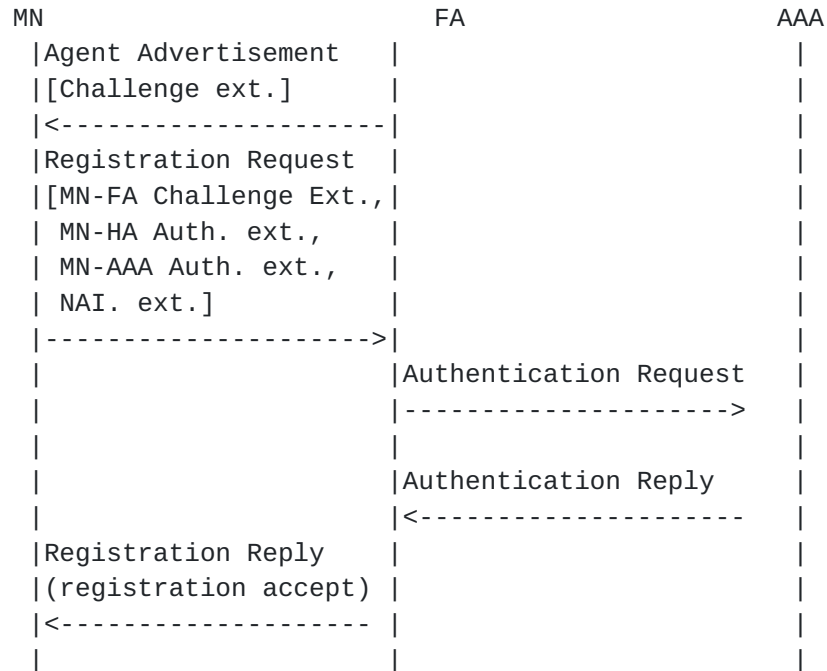 MN                        FA                     AAA
 |Agent Advertisement   |                         |
 |[Challenge ext.]      |                         |
 |<---------------------|                         |
 |Registration Request  |                         |
 |[MN-FA Challenge Ext.,|                         |
 | MN-HA Auth. ext.,    |                         |
 | MN-AAA Auth. ext.,   |                         |
 | NAI. ext.]           |                         |
 |--------------------->|                         |
 |                      |Authentication Request   |
 |                      |--------------------->   |
 |                      |                         |
 |                      |Authentication Reply     |
 |                      |<---------------------   |
 |Registration Reply    |                         |
 |(registration accept) |                         |
 |<-------------------- |                         |
 |                      |                         |